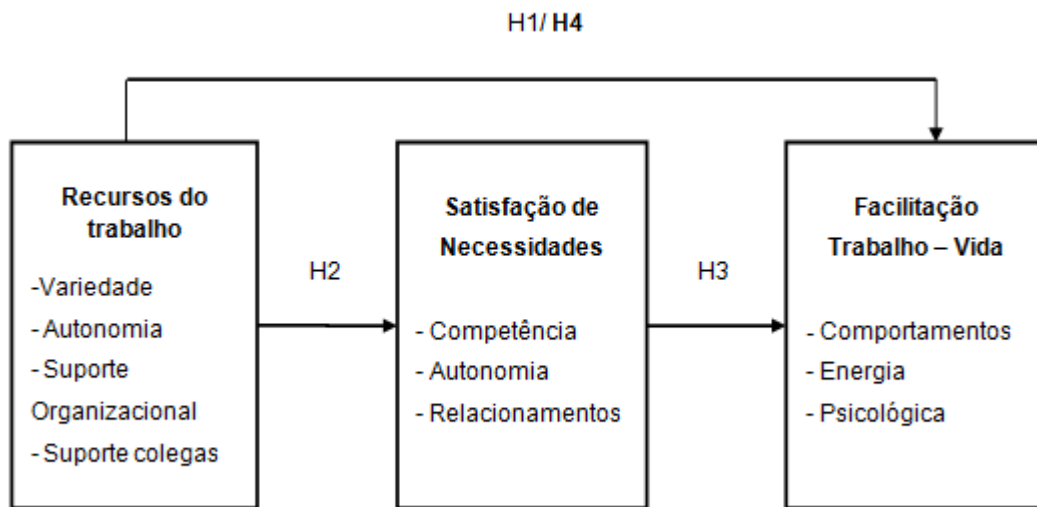 H1/ H4
Recursos do
trabalho
-Variedade
- Autonomia
- Suporte
Organizacional
- Suporte colegas
H2
Satisfação de
Necessidades
- Competência
- Autonomia
- Relacionamentos
H3
Facilitação
Trabalho – Vida
- Comportamentos
- Energia
- Psicológica